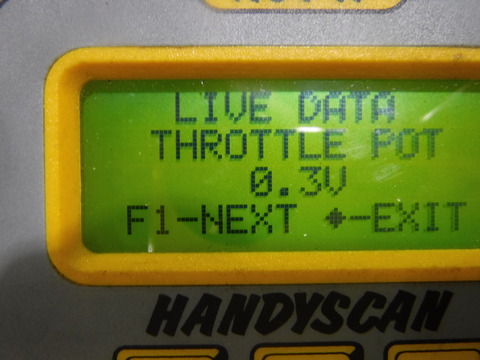 LIVE DATA
THROTTLE POT
0.3V
F1-NEXT -EXIT
HANDYSCAN